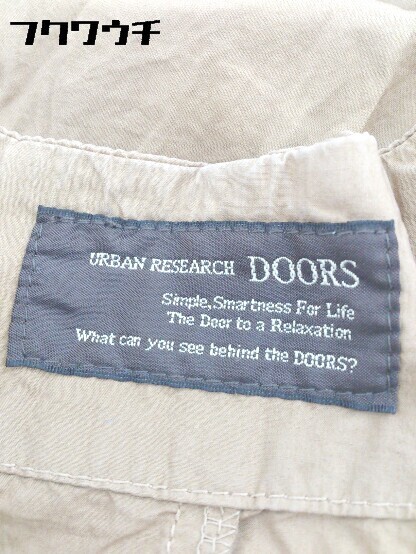 フクワウチ
URBAN RESEARCH DOORS
Simple, Smartness For Life
The Door to a Relaxation
What can you see behind the DOORS?